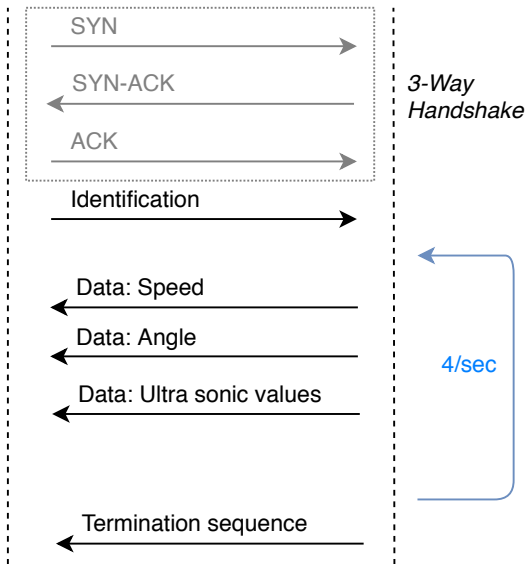 SYN
SYN-ACK
3-Way
Handshake
ACK
Identification
Data: Speed
Data: Angle
4/sec
Data: Ultra sonic values
Termination sequence